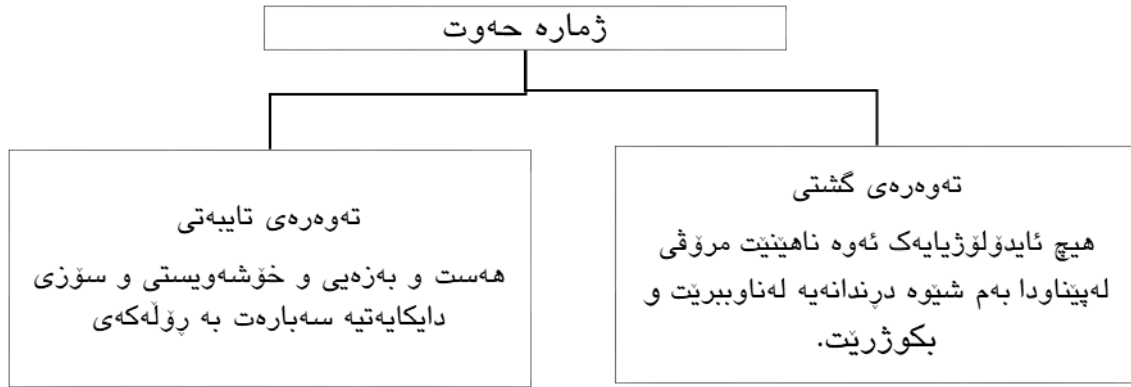 ژمارە حەوت
تەوەرەی گشتی
هیچ ئایدۆلۆژیایەک ئەوە ناهێنێت مرۆڤی
لەپێناودا بەم شێوە دڕندانەیە لەناوببرێت و
بکوژرێت.
تەوەرەی تایبەتی
هەست و بەزەیی و خۆشەویستی و سۆزی
دایکایەتیە سەبارەت بە ڕۆڵەکەی